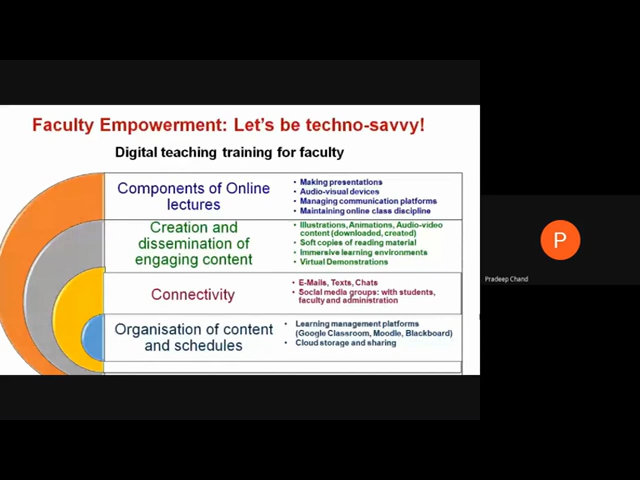 Faculty Empowerment: Let's be techno-savvy!
Digital teaching training for faculty
Components of Online
lectures
• Making presentations
• Audio-visual devices
• Managing communication platforms
• Maintaining online class discipline
Creation and
dissemination of
engaging content
• Illustrations, Animations, Audio-video
content (downloaded, created)
• Soft copies of reading material
• Immersive learning environments
• Virtual Demonstrations
Connectivity
• E-Mails, Texts, Chats
• Social media groups: with students,
faculty and administration
Organisation of content
and schedules
• Learning management platforms
(Google Classroom, Moodle, Blackboard)
• Cloud storage and sharing
P
Pradeep Chand